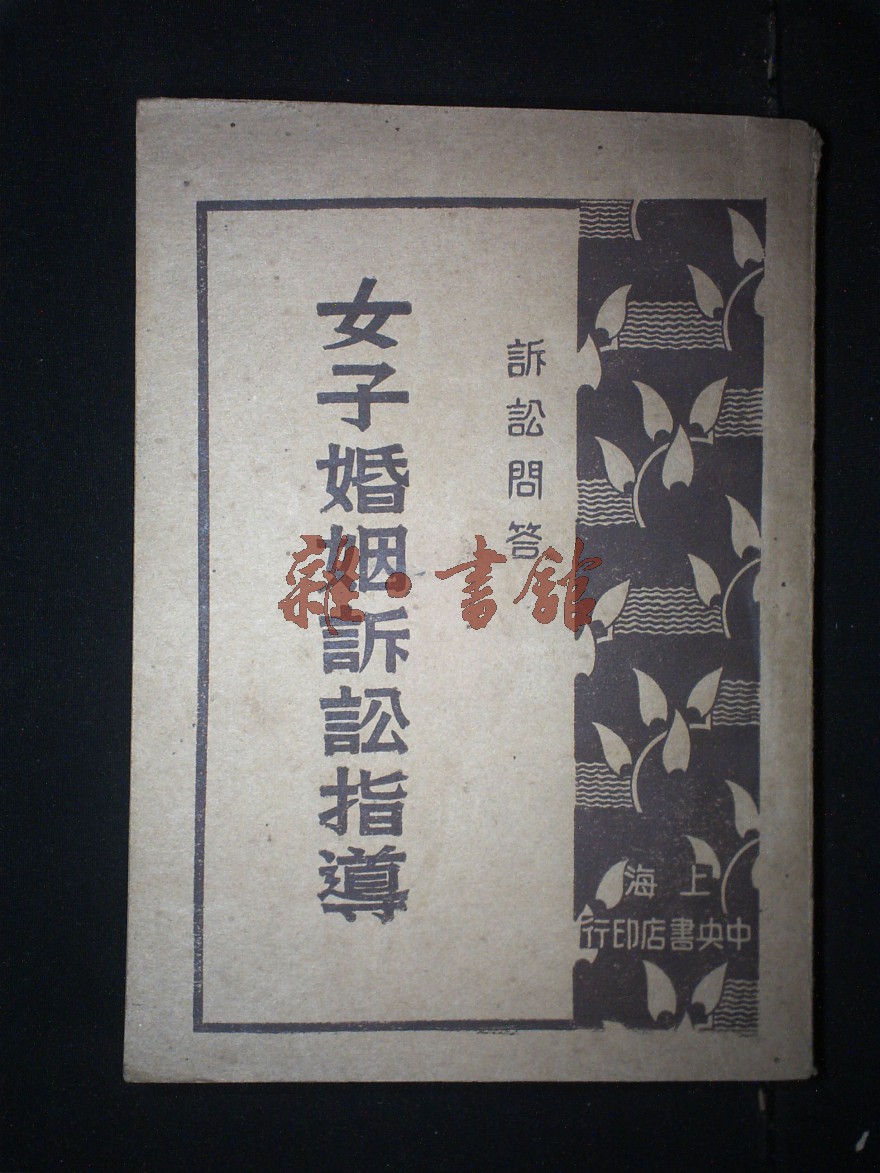 訴訟問答
女子婚姻訴訟指導
上海
中央書店印行
雜·書館